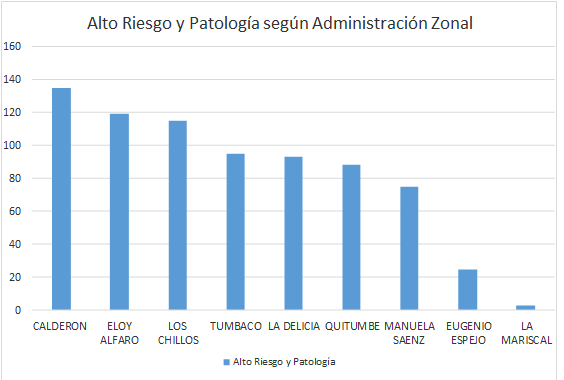 Alto Riesgo y Patología según Administración Zonal
160
140
120
100
80
60
40
20
0
CALDERON
ELOY
ALFARO
LOS
CHILLOS
TUMBACO
LA DELICIA
QUITUMBE
MANUELA
SAENZ
EUGENIO
ESPEJO
LA
MARISCAL
Alto Riesgo y Patología